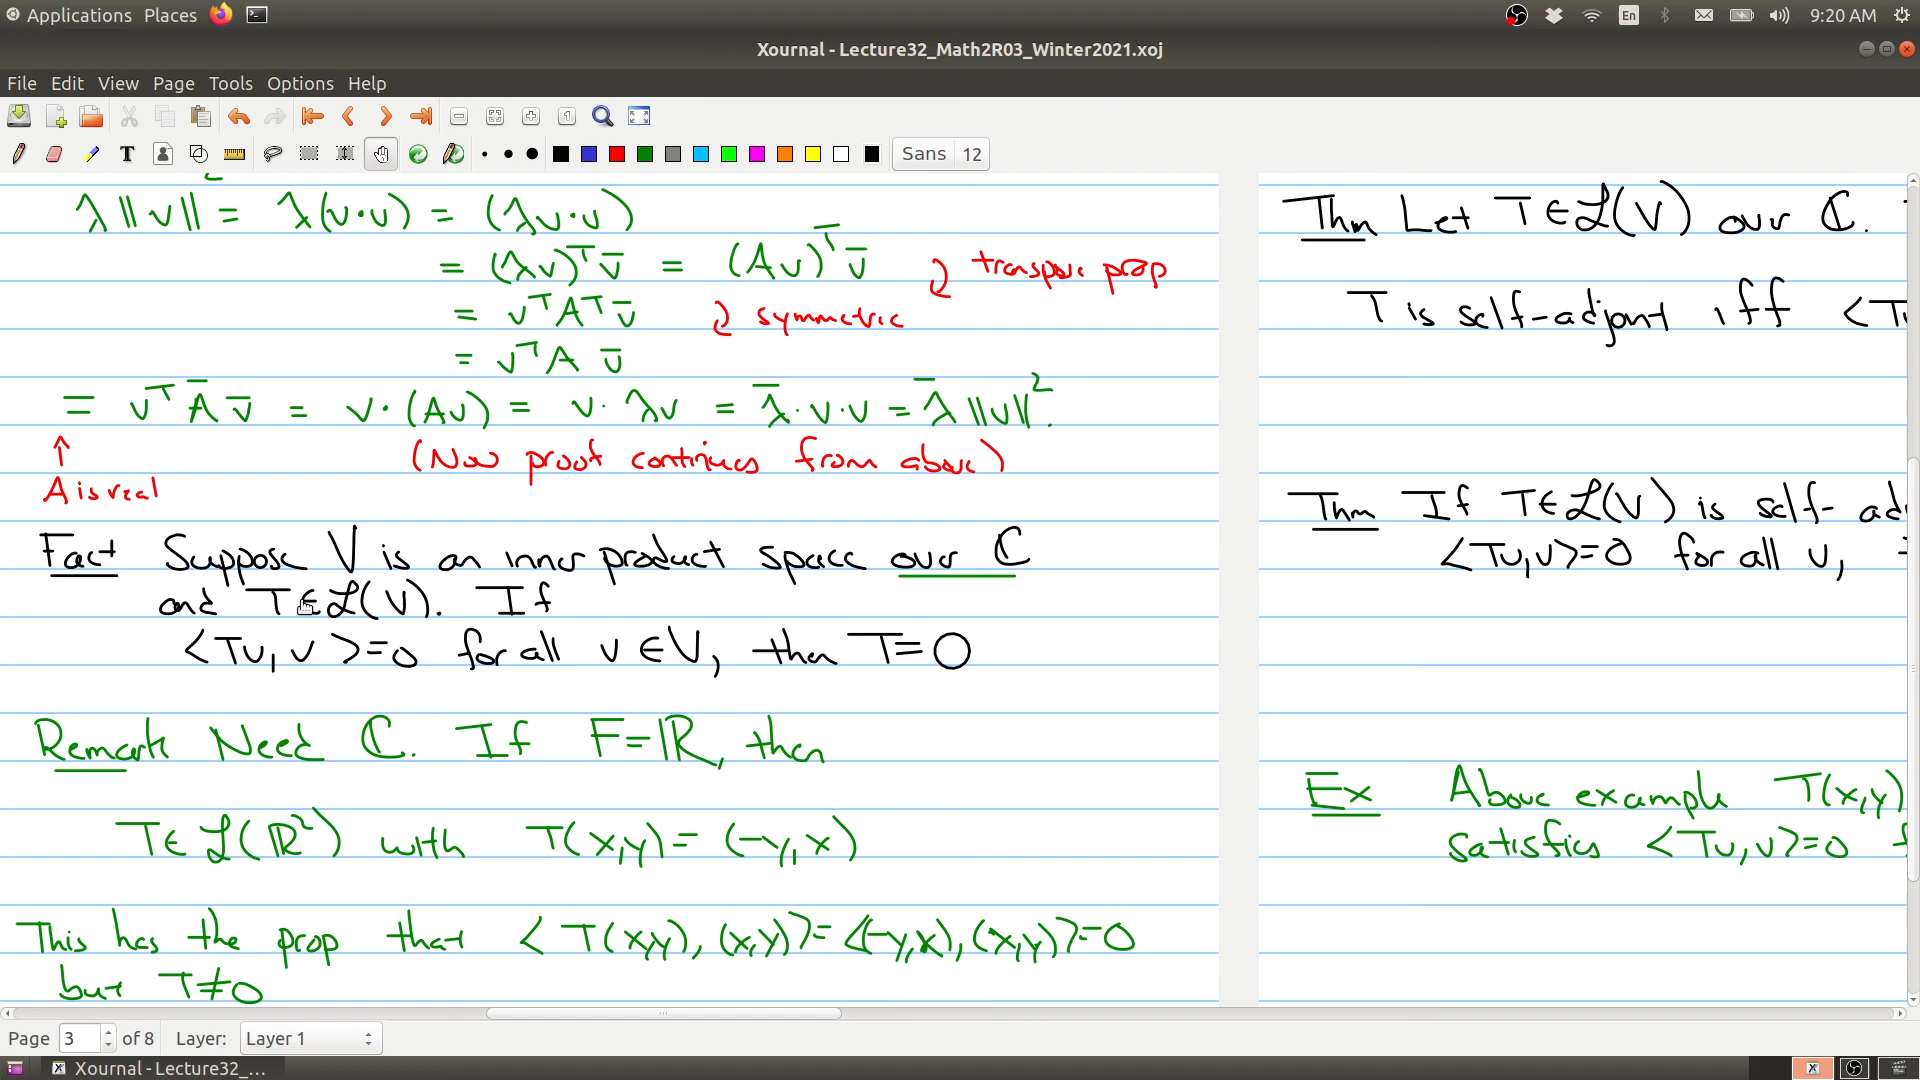 Applications Places En 9:20 AM
Xournal - Lecture32_Math2R03_Winter2021.xoj
File Edit View Page Tools Options Help
T Sans 12
λ||v||² = λ(v·v) = (λv·v)
= (λv)ᵀv̅ = (Av)ᵀv̅ transpose prop
= vᵀAᵀv̅ symmetric
= vᵀA v̅
= vᵀA̅v̅ = v·(Av) = v·λv = λ̅·v·v = λ̅||v||².
↑ (Now proof continues from above)
A is real
Fact Suppose V is an inner product space over ℂ
and T∈ℒ(V). If
<Tv, v>=0 for all v∈V, then T=0
Remark Need ℂ. If F=ℝ, then
T∈ℒ(ℝ²) with T(x,y)= (-y,x)
This has the prop that <T(x,y),(x,y)>=<(-y,x),(x,y)>=0
but T≠0
Thm Let T∈ℒ(V) over ℂ.
T is self-adjoint iff <T
Thm If T∈ℒ(V) is self-ad
<Tv,v>=0 for all v,
Ex Above example T(x,y)
satisfies <Tv,v>=0 f
Page 3 of 8 Layer: Layer 1
Xournal - Lecture32_...